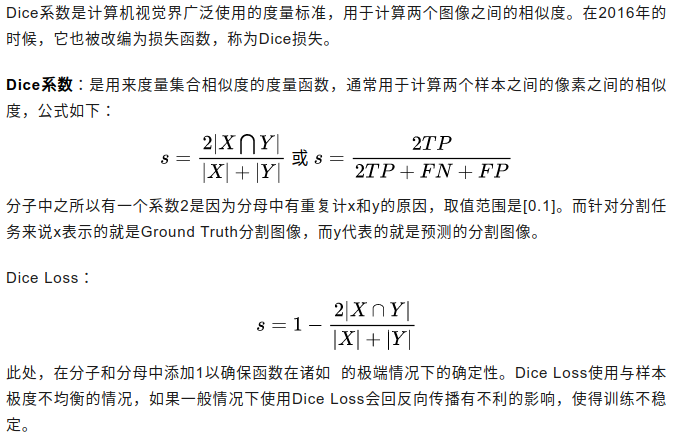 Dice系数是计算机视觉界广泛使用的度量标准，用于计算两个图像之间的相似度。在2016年的
时候，它也被改编为损失函数，称为Dice损失。
Dice系数：是用来度量集合相似度的度量函数，通常用于计算两个样本之间的像素之间的相似
度，公式如下：
s = 2|X⋂Y| / |X| + |Y| 或 s = 2TP / 2TP + FN + FP
分子中之所以有一个系数2是因为分母中有重复计x和y的原因，取值范围是[0.1]。而针对分割任
务来说x表示的就是Ground Truth分割图像，而y代表的就是预测的分割图像。
Dice Loss：
s = 1 − 2|X ∩ Y| / |X| + |Y|
此处，在分子和分母中添加1以确保函数在诸如 的极端情况下的确定性。Dice Loss使用与样本
极度不均衡的情况，如果一般情况下使用Dice Loss会回反向传播有不利的影响，使得训练不稳
定。